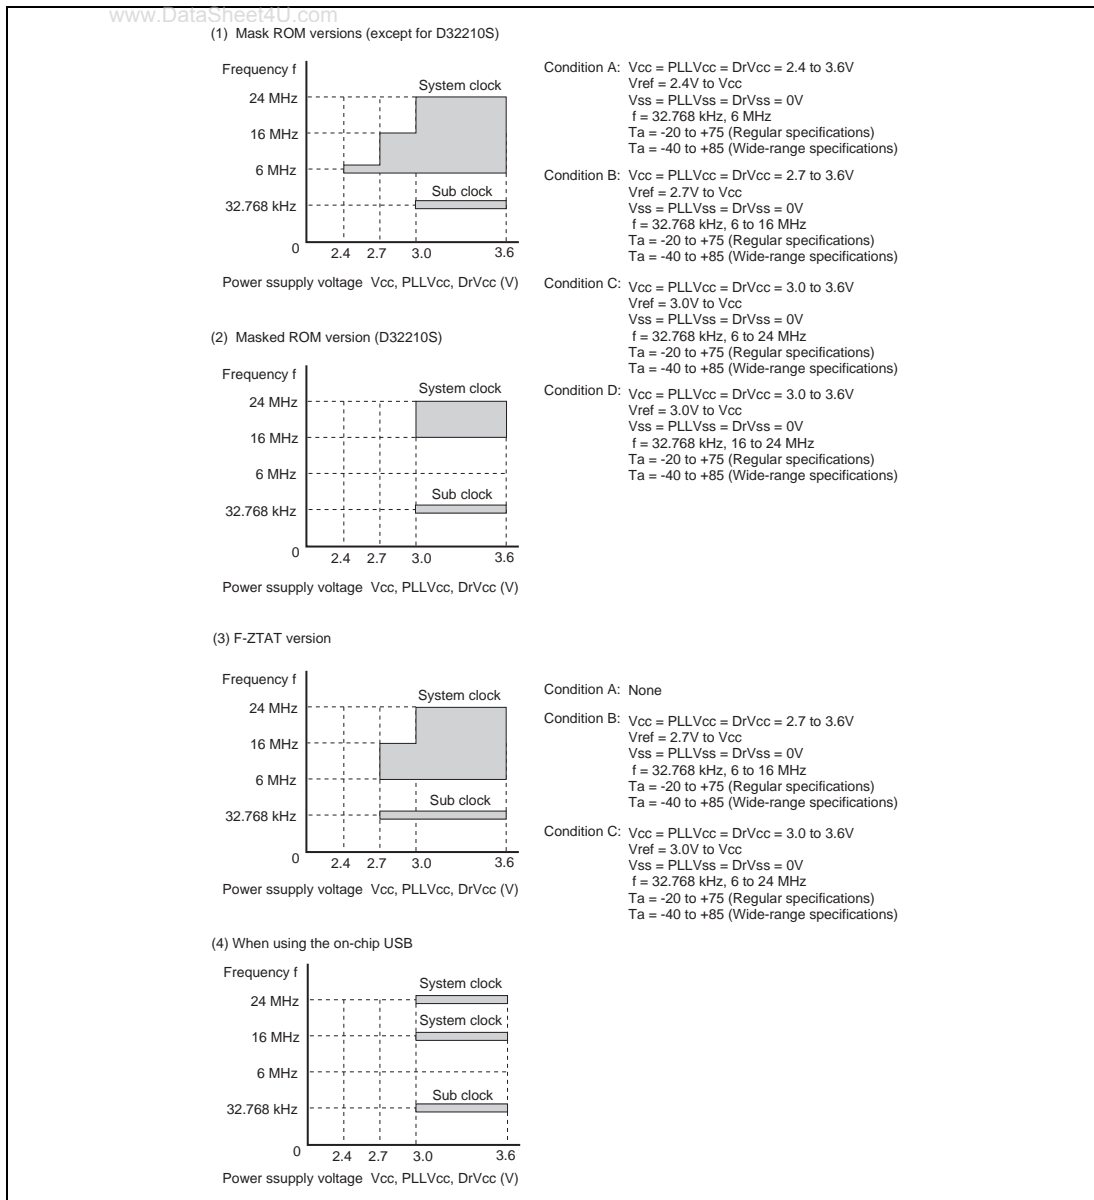 www.DataSheet4U.com
(1) Mask ROM versions (except for D32210S)
Frequency f
System clock
24 MHz
16 MHz
6 MHz
Sub clock
32.768 kHz
0
2.4 2.7 3.0 3.6
Power ssupply voltage Vcc, PLLVcc, DrVcc (V)
Condition A: Vcc = PLLVcc = DrVcc = 2.4 to 3.6V
Vref = 2.4V to Vcc
Vss = PLLVss = DrVss = 0V
f = 32.768 kHz, 6 MHz
Ta = -20 to +75 (Regular specifications)
Ta = -40 to +85 (Wide-range specifications)
Condition B: Vcc = PLLVcc = DrVcc = 2.7 to 3.6V
Vref = 2.7V to Vcc
Vss = PLLVss = DrVss = 0V
f = 32.768 kHz, 6 to 16 MHz
Ta = -20 to +75 (Regular specifications)
Ta = -40 to +85 (Wide-range specifications)
Condition C: Vcc = PLLVcc = DrVcc = 3.0 to 3.6V
Vref = 3.0V to Vcc
Vss = PLLVss = DrVss = 0V
f = 32.768 kHz, 6 to 24 MHz
Ta = -20 to +75 (Regular specifications)
Ta = -40 to +85 (Wide-range specifications)
(2) Masked ROM version (D32210S)
Frequency f
System clock
24 MHz
16 MHz
6 MHz
Sub clock
32.768 kHz
0
2.4 2.7 3.0 3.6
Power ssupply voltage Vcc, PLLVcc, DrVcc (V)
Condition D: Vcc = PLLVcc = DrVcc = 3.0 to 3.6V
Vref = 3.0V to Vcc
Vss = PLLVss = DrVss = 0V
f = 32.768 kHz, 16 to 24 MHz
Ta = -20 to +75 (Regular specifications)
Ta = -40 to +85 (Wide-range specifications)
(3) F-ZTAT version
Frequency f
System clock
24 MHz
16 MHz
6 MHz
Sub clock
32.768 kHz
0
2.4 2.7 3.0 3.6
Power ssupply voltage Vcc, PLLVcc, DrVcc (V)
Condition A: None
Condition B: Vcc = PLLVcc = DrVcc = 2.7 to 3.6V
Vref = 2.7V to Vcc
Vss = PLLVss = DrVss = 0V
f = 32.768 kHz, 6 to 16 MHz
Ta = -20 to +75 (Regular specifications)
Ta = -40 to +85 (Wide-range specifications)
Condition C: Vcc = PLLVcc = DrVcc = 3.0 to 3.6V
Vref = 3.0V to Vcc
Vss = PLLVss = DrVss = 0V
f = 32.768 kHz, 6 to 24 MHz
Ta = -20 to +75 (Regular specifications)
Ta = -40 to +85 (Wide-range specifications)
(4) When using the on-chip USB
Frequency f
System clock
24 MHz
System clock
16 MHz
6 MHz
Sub clock
32.768 kHz
0
2.4 2.7 3.0 3.6
Power ssupply voltage Vcc, PLLVcc, DrVcc (V)